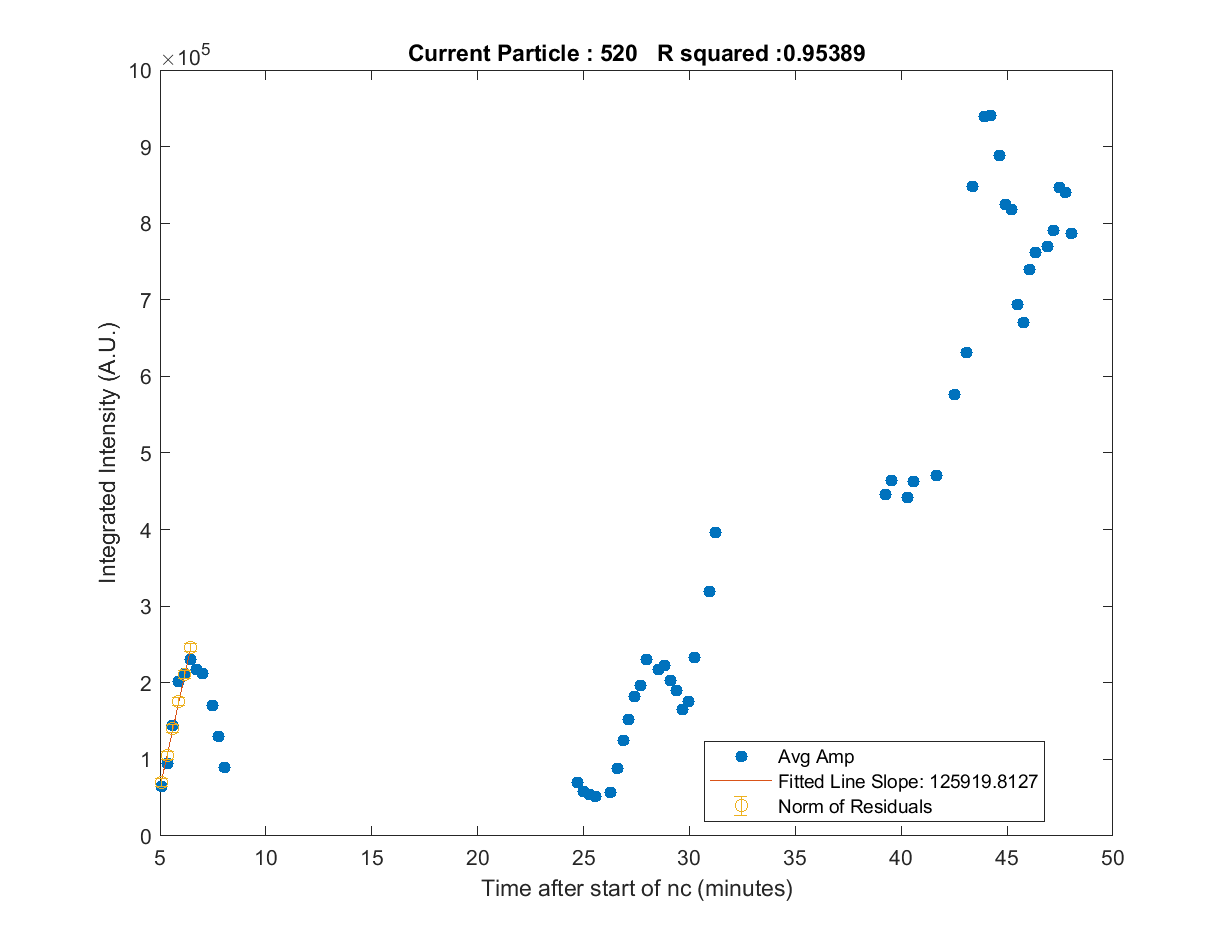 Current Particle : 520   R squared :0.95389
×10^5
10
9
8
7
6
5
4
3
2
1
0
Integrated Intensity (A.U.)
5 10 15 20 25 30 35 40 45 50
Time after start of nc (minutes)
Avg Amp
Fitted Line Slope: 125919.8127
Norm of Residuals